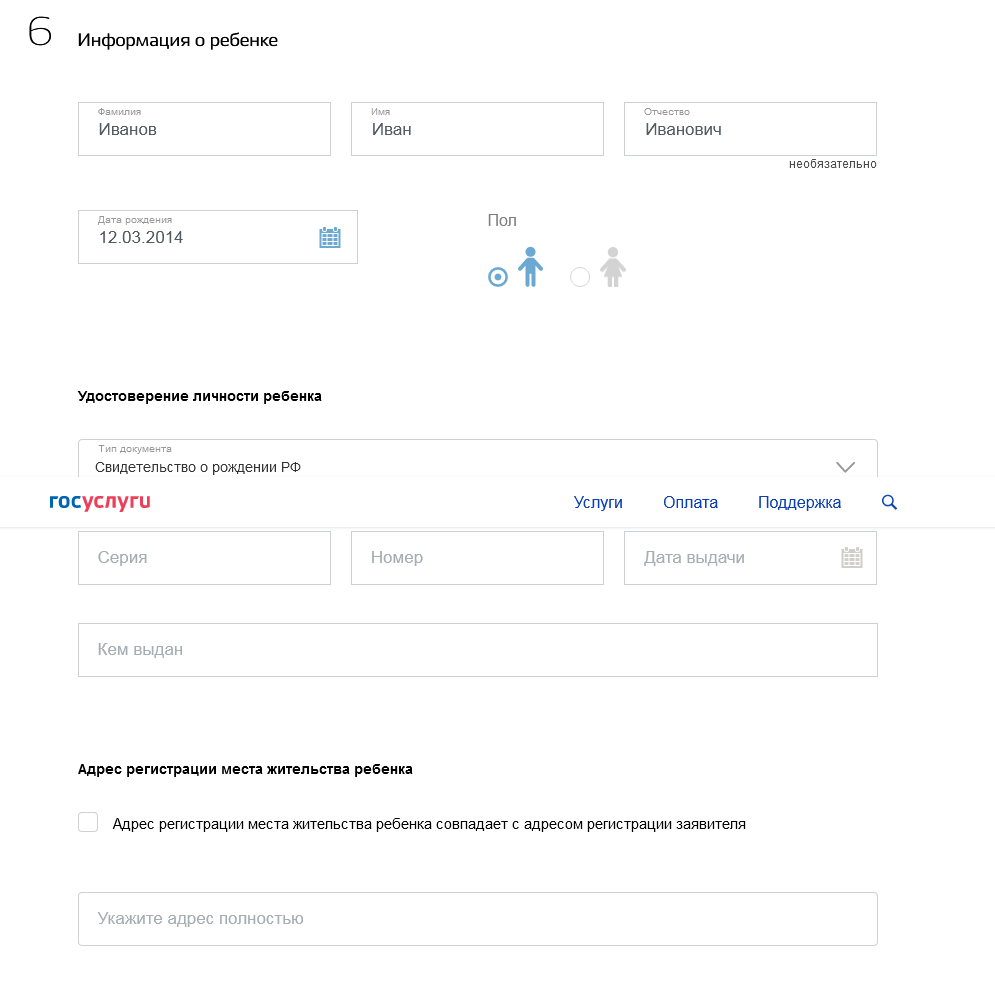 6 Информация о ребенке
Фамилия Имя Отчество
Иванов Иван Иванович
необязательно
Дата рождения Пол
12.03.2014
Удостоверение личности ребенка
Тип документа
Свидетельство о рождении РФ
госуслуги Услуги Оплата Поддержка
Серия Номер Дата выдачи
Кем выдан
Адрес регистрации места жительства ребенка
Адрес регистрации места жительства ребенка совпадает с адресом регистрации заявителя
Укажите адрес полностью